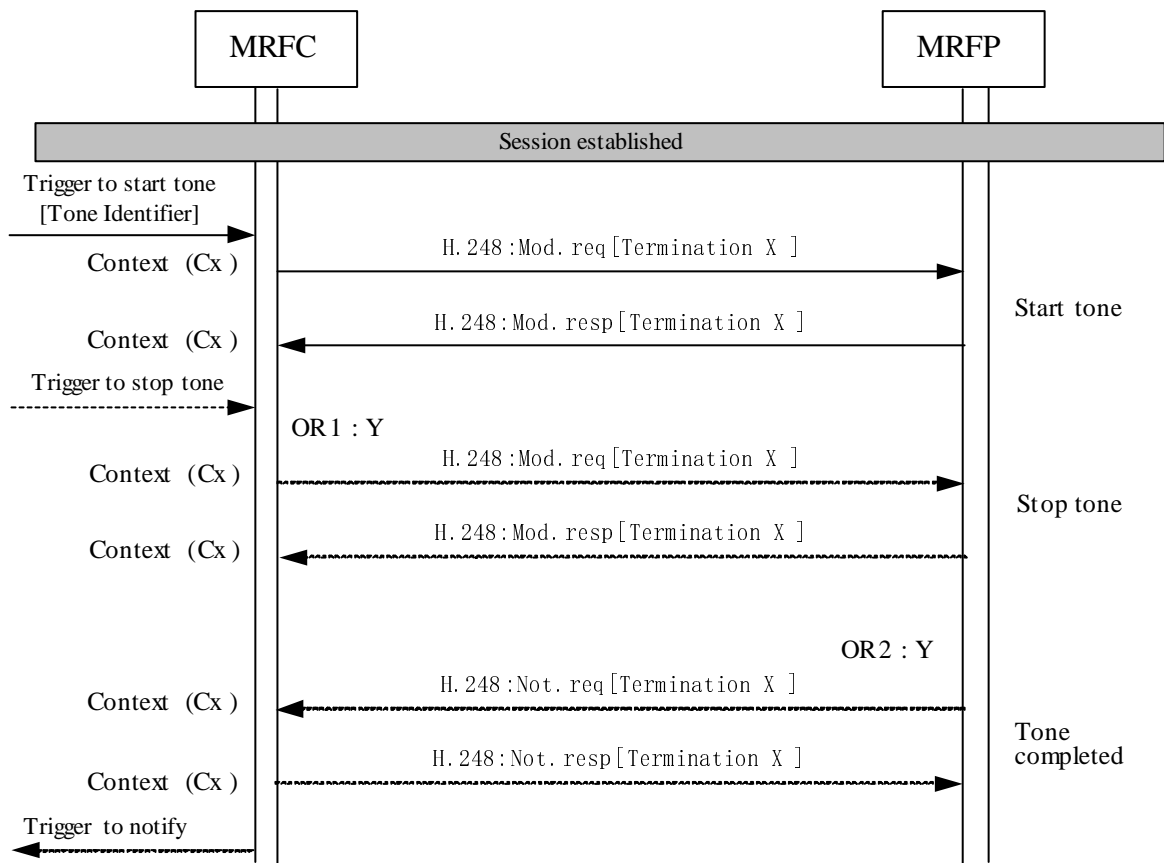 MRFC
MRFP
Session established
Trigger to start tone
[Tone Identifier]
Context (Cx )
H.248:Mod.req[Termination X ]
Start tone
Context (Cx )
H.248:Mod.resp[Termination X ]
Trigger to stop tone
OR1 : Y
Context (Cx )
H.248:Mod.req[Termination X ]
Stop tone
Context (Cx )
H.248:Mod.resp[Termination X ]
OR2 : Y
Context (Cx )
H.248:Not.req[Termination X ]
Tone
completed
Context (Cx )
H.248:Not.resp[Termination X ]
Trigger to notify